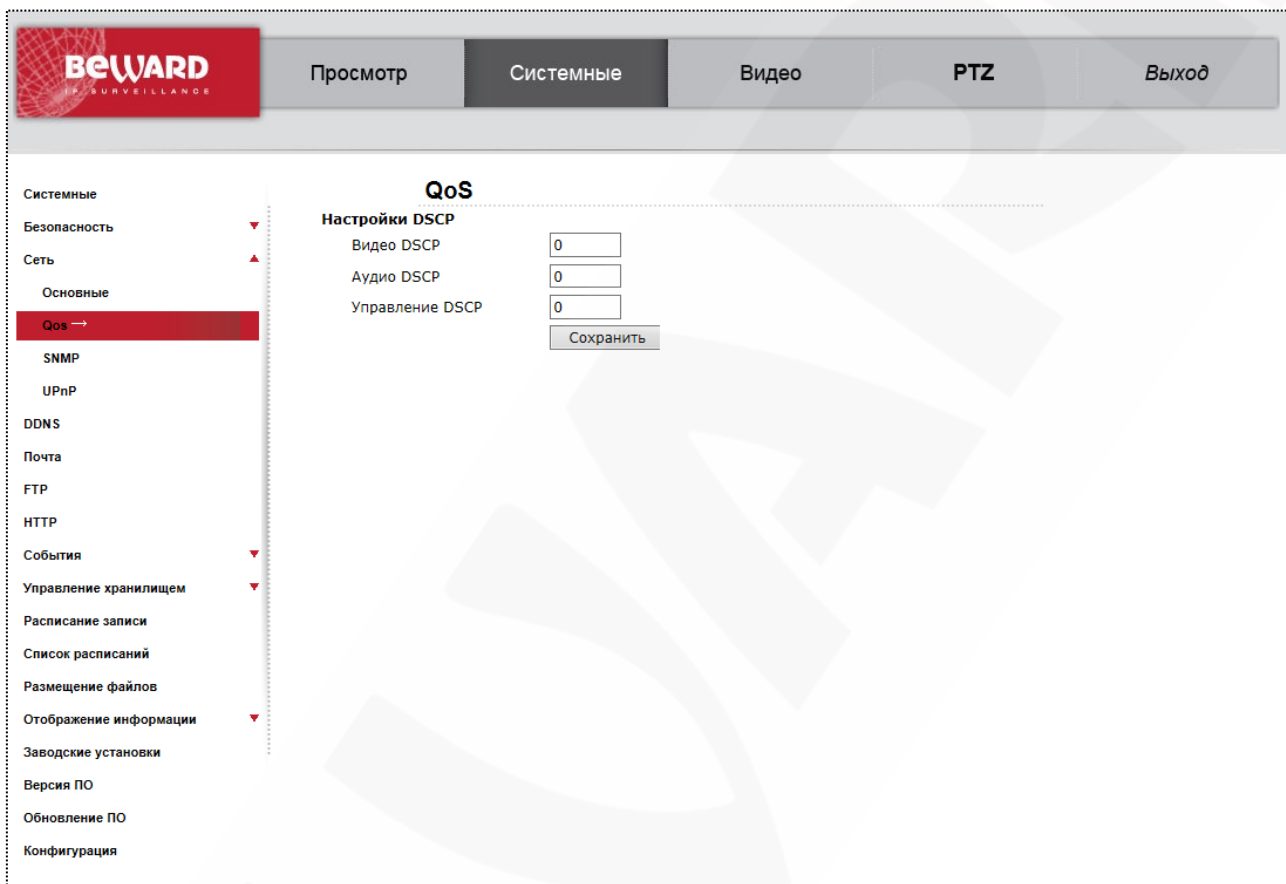 BEWARD
IP SURVEILLANCE
Просмотр
Системные
Видео
PTZ
Выход
Системные
Безопасность
Сеть
Основные
Qos →
SNMP
UPnP
DDNS
Почта
FTP
HTTP
События
Управление хранилищем
Расписание записи
Список расписаний
Размещение файлов
Отображение информации
Заводские установки
Версия ПО
Обновление ПО
Конфигурация
QoS
Настройки DSCP
Видео DSCP 0
Аудио DSCP 0
Управление DSCP 0
Сохранить